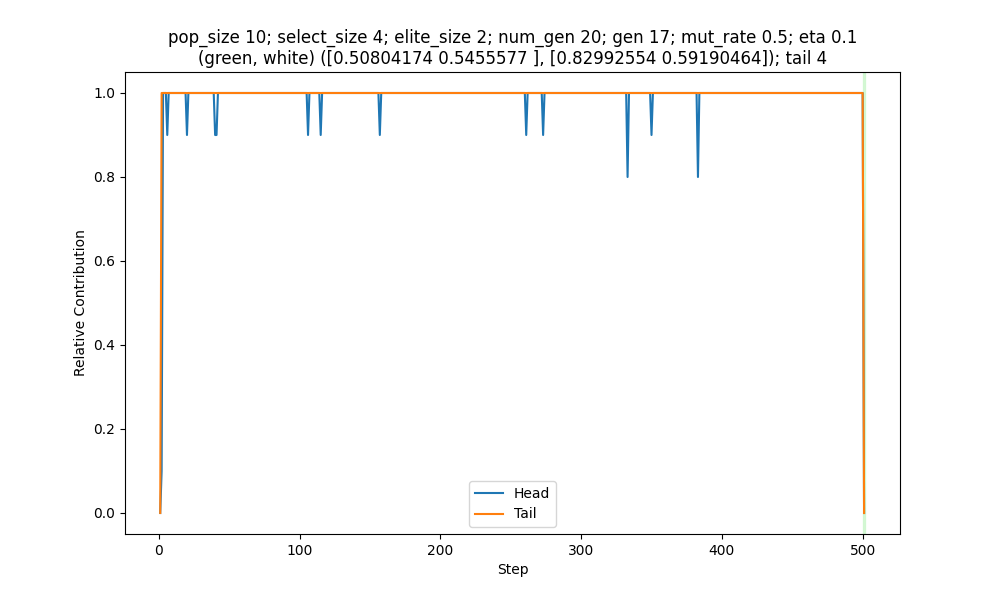 pop_size 10; select_size 4; elite_size 2; num_gen 20; gen 17; mut_rate 0.5; eta 0.1
(green, white) ([0.50804174 0.5455577 ], [0.82992554 0.59190464]); tail 4
1.0
0.8
0.6
0.4
0.2
0.0
Relative Contribution
Head
Tail
0
100
200
300
400
500
Step